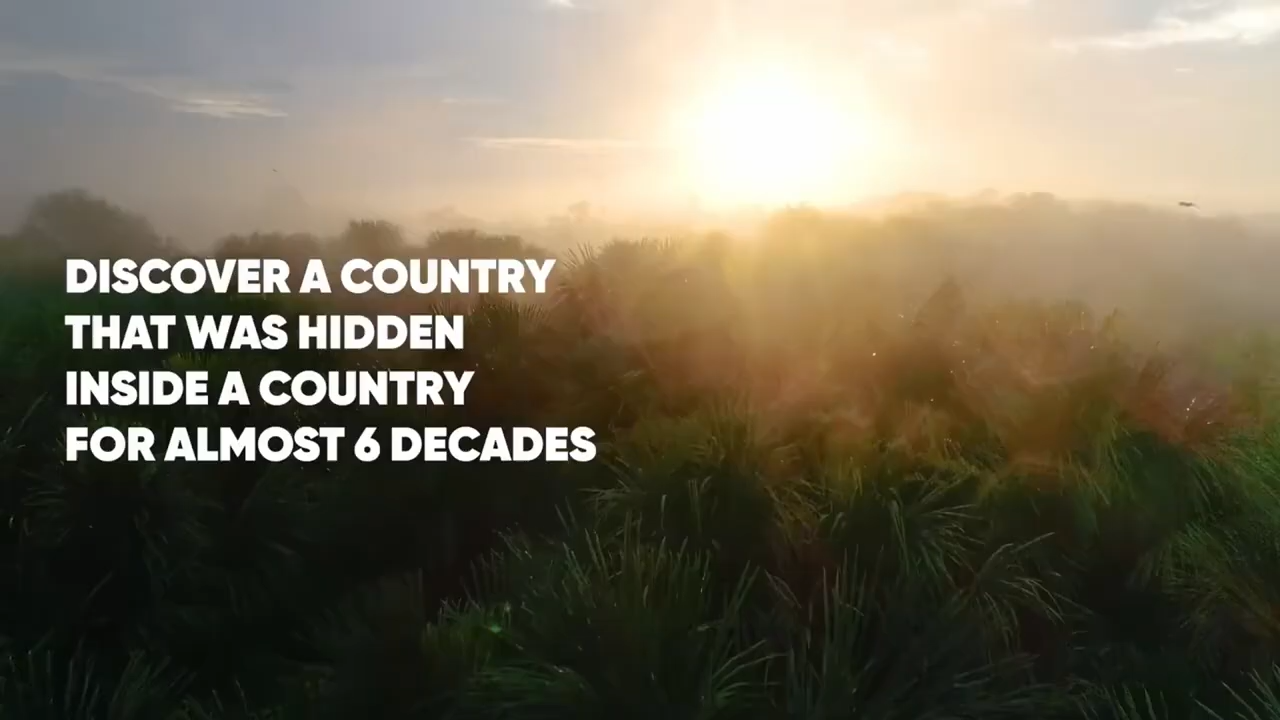 DISCOVER A COUNTRY
THAT WAS HIDDEN
INSIDE A COUNTRY
FOR ALMOST 6 DECADES